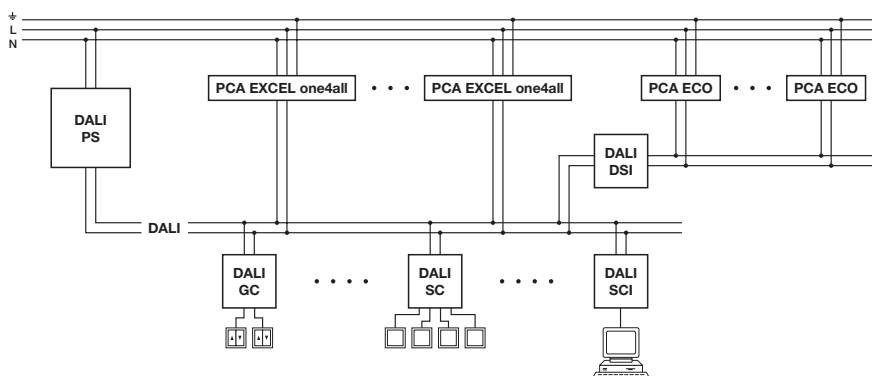 L
N
PCA EXCEL one4all
PCA EXCEL one4all
PCA ECO
PCA ECO
DALI
PS
DALI
DSI
DALI
DALI
GC
DALI
SC
DALI
SCI